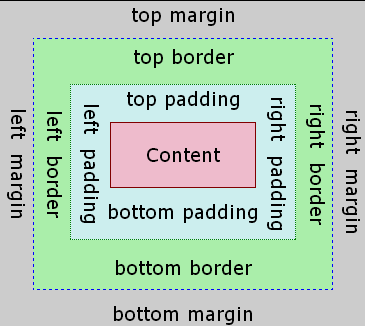 top margin
top border
top padding
left margin
left border
left padding
Content
right padding
right border
right margin
bottom padding
bottom border
bottom margin